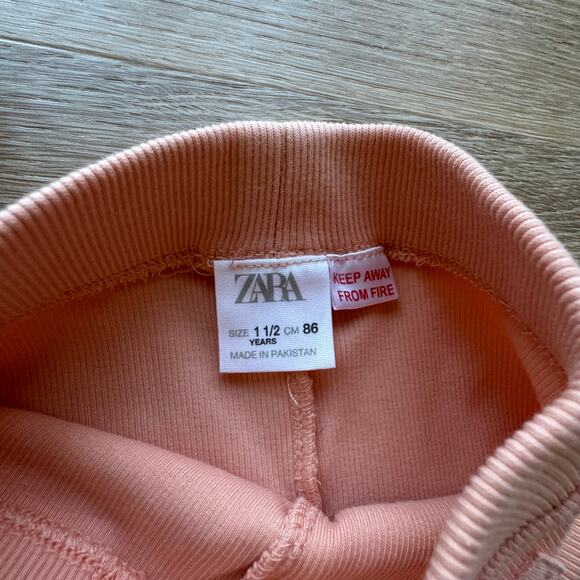 ZARA
SIZE 1 1/2 CM 86
YEARS
MADE IN PAKISTAN
KEEP AWAY
FROM FIRE